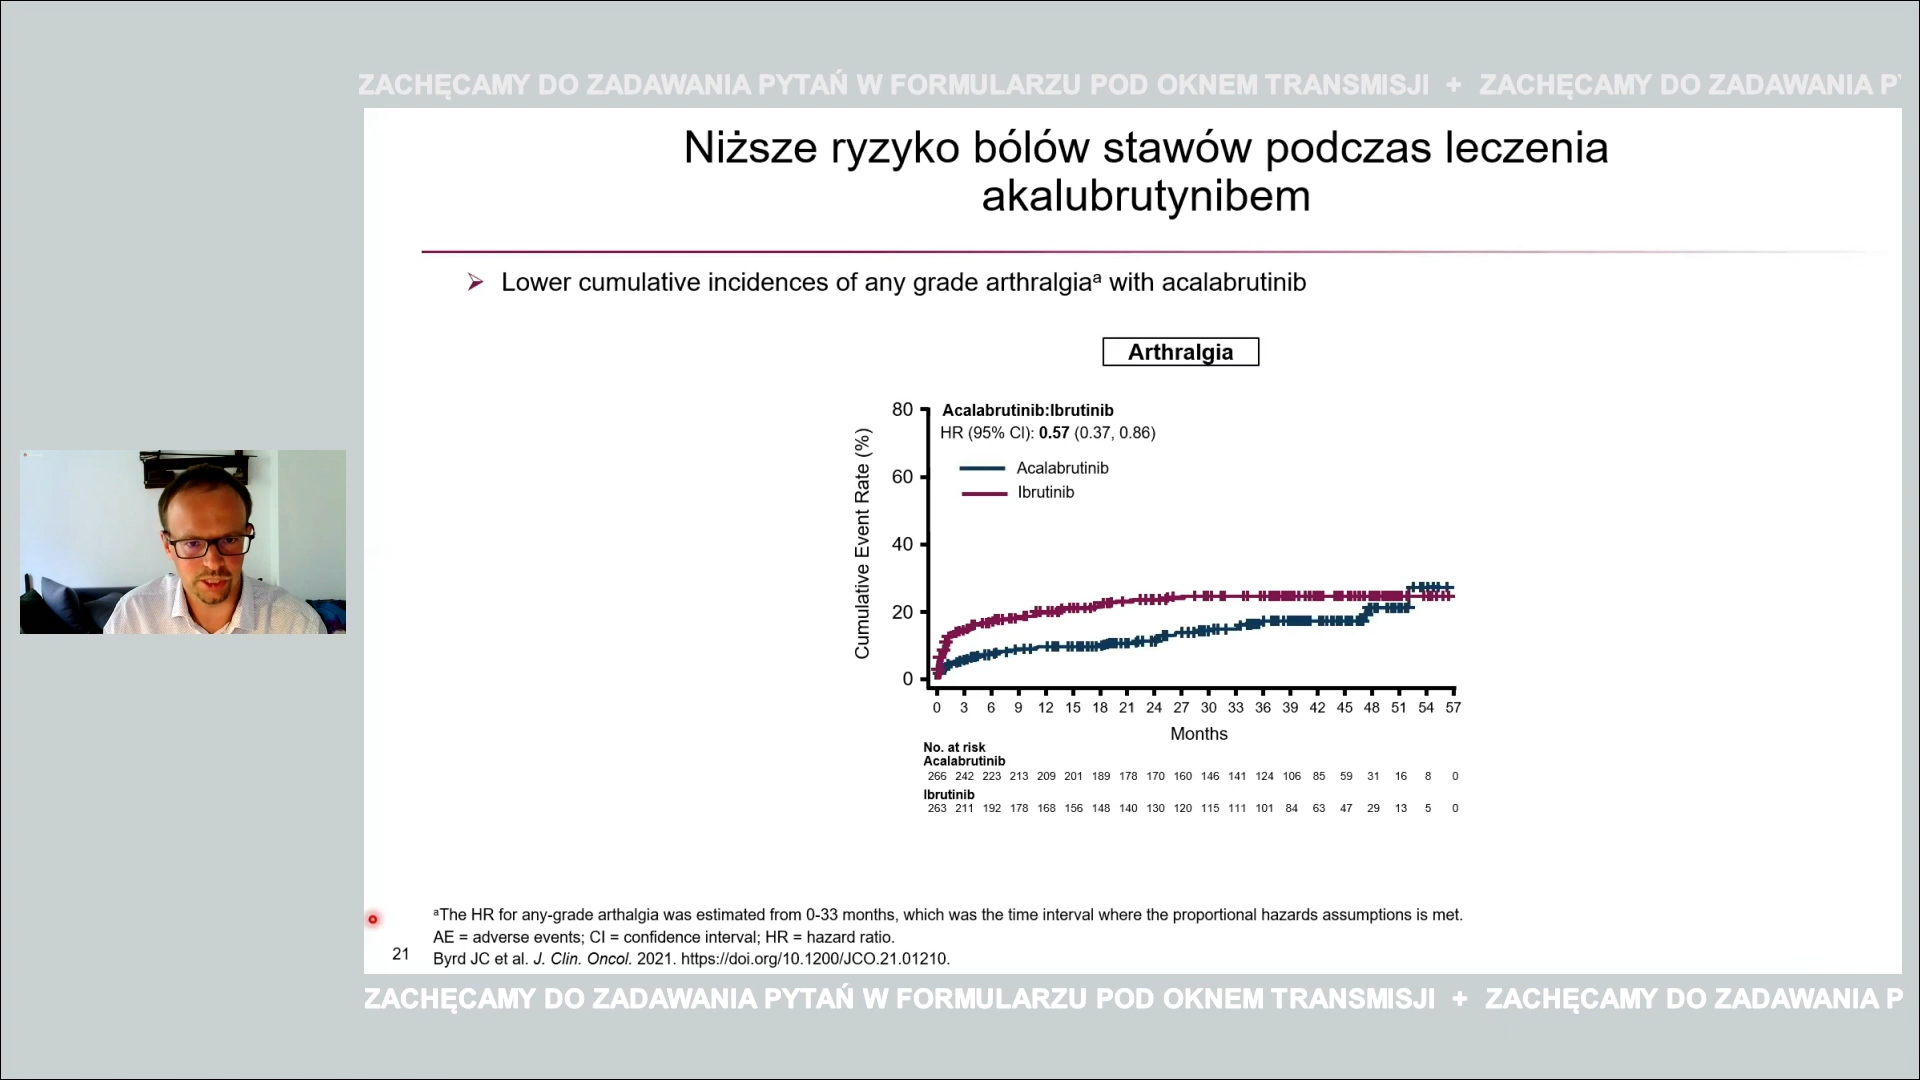 ZACHĘCAMY DO ZADAWANIA PYTAŃ W FORMULARZU POD OKNEM TRANSMISJI + ZACHĘCAMY DO ZADAWANIA P
Niższe ryzyko bólów stawów podczas leczenia
akalubrutynibem
➢ Lower cumulative incidences of any grade arthralgiaᵃ with acalabrutinib
Arthralgia
Acalabrutinib:Ibrutinib
HR (95% CI): 0.57 (0.37, 0.86)
Acalabrutinib
Ibrutinib
Cumulative Event Rate (%)
80
60
40
20
0
0 3 6 9 12 15 18 21 24 27 30 33 36 39 42 45 48 51 54 57
Months
No. at risk
Acalabrutinib
266 242 223 213 209 201 189 178 170 160 146 141 124 106 85 59 31 16 8 0
Ibrutinib
263 211 192 178 168 156 148 140 130 120 115 111 101 84 63 47 29 13 5 0
ᵃThe HR for any-grade arthalgia was estimated from 0-33 months, which was the time interval where the proportional hazards assumptions is met.
AE = adverse events; CI = confidence interval; HR = hazard ratio.
21 Byrd JC et al. J. Clin. Oncol. 2021. https://doi.org/10.1200/JCO.21.01210.
ZACHĘCAMY DO ZADAWANIA PYTAŃ W FORMULARZU POD OKNEM TRANSMISJI + ZACHĘCAMY DO ZADAWANIA P